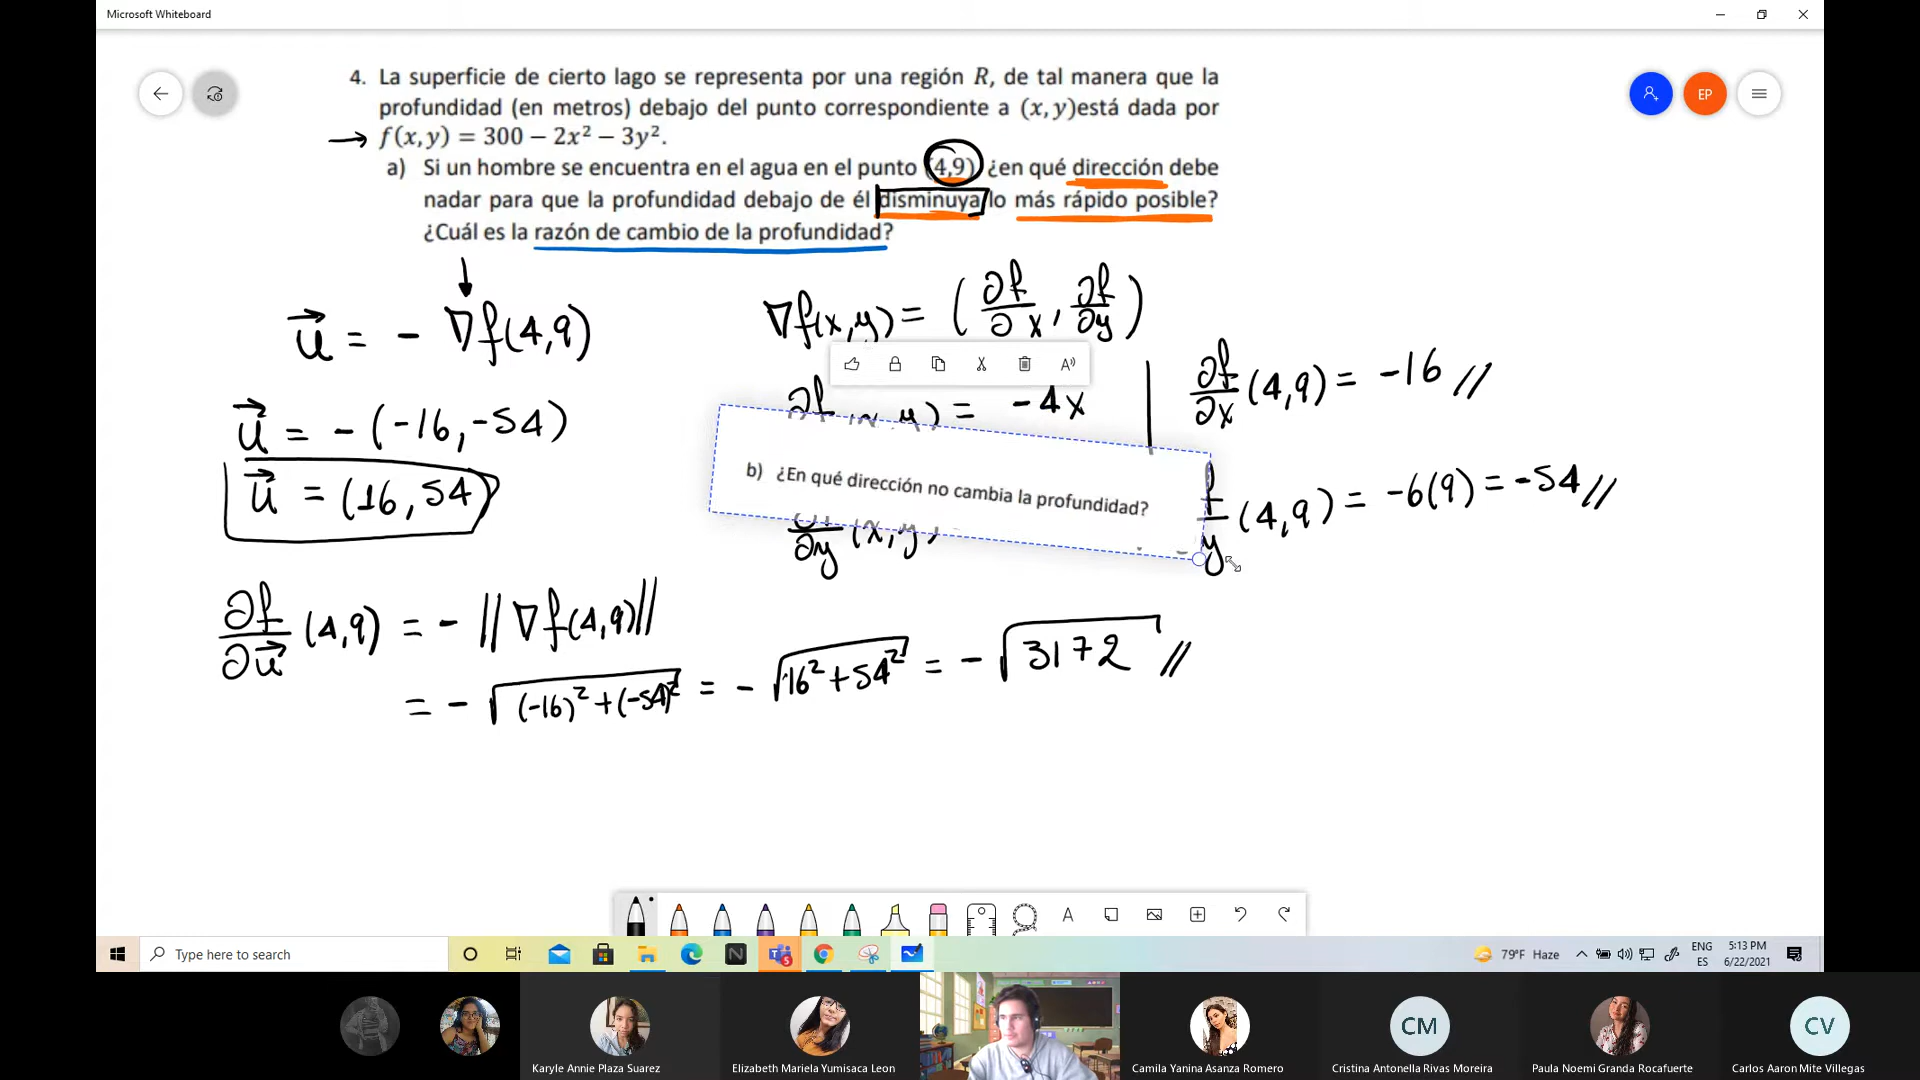 Microsoft Whiteboard
4. La superficie de cierto lago se representa por una región R, de tal manera que la
profundidad (en metros) debajo del punto correspondiente a (x, y)está dada por
→ f(x, y) = 300 − 2x² − 3y².
a) Si un hombre se encuentra en el agua en el punto (4,9) ¿en qué dirección debe
nadar para que la profundidad debajo de él disminuya lo más rápido posible?
¿Cuál es la razón de cambio de la profundidad?
EP
u⃗ = - ∇f(4,9)
∇f(x,y) = (∂f/∂x, ∂f/∂y)
u⃗ = -(-16,-54)
= -4x
∂f/∂x (4,9) = -16 //
u⃗ = (16,54)
b) ¿En qué dirección no cambia la profundidad?
(4,9) = -6(9) = -54 //
∂y (x,y)
∂f/∂u⃗ (4,9) = - ||∇f(4,9)||
= - √(-16)² + (-54)² = - √16² + 54² = - √3172 //
A
Type here to search
79°F Haze
ENG
ES
5:13 PM
6/22/2021
CM
CV
Karyle Annie Plaza Suarez
Elizabeth Mariela Yumisaca Leon
Camila Yanina Asanza Romero
Cristina Antonella Rivas Moreira
Paula Noemi Granda Rocafuerte
Carlos Aaron Mite Villegas